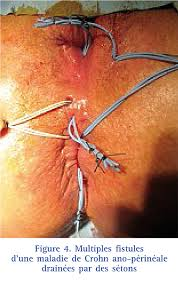 Figure 4. Multiples fistules
d'une maladie de Crohn ano-périnéale
drainées par des sétons